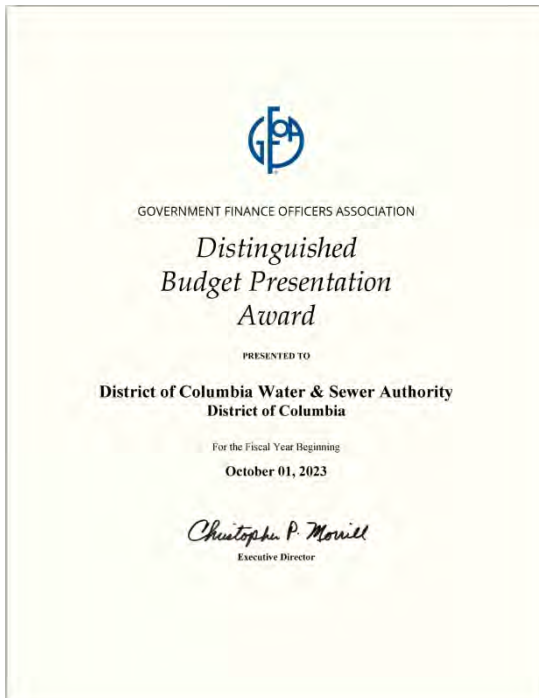 GFOA
GOVERNMENT FINANCE OFFICERS ASSOCIATION
Distinguished
Budget Presentation
Award
PRESENTED TO
District of Columbia Water & Sewer Authority
District of Columbia
For the Fiscal Year Beginning
October 01, 2023
Christopher P. Morrill
Executive Director